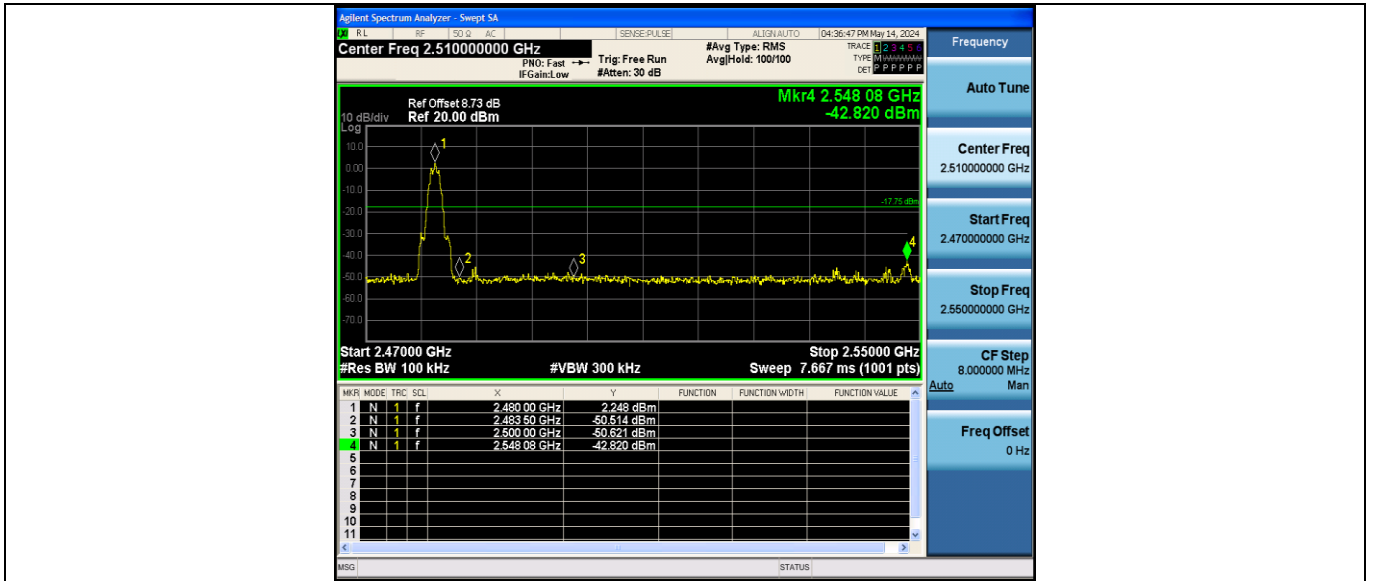 Agilent Spectrum Analyzer - Swept SA
LXI RL RF 50 Ω AC SENSE:PULSE ALIGN AUTO 04:36:47 PM May 14, 2024
Center Freq 2.510000000 GHz #Avg Type: RMS TRACE 1 2 3 4 5 6
PNO: Fast Trig: Free Run Avg|Hold: 100/100 TYPE MWWWWW
IFGain:Low #Atten: 30 dB DET P P P P P P
Mkr4 2.548 08 GHz
Ref Offset 8.73 dB
10 dB/div Ref 20.00 dBm -42.820 dBm
Log
10.0
0.00
-10.0
-20.0
-30.0
-40.0
-50.0
-60.0
-70.0
1
2
3
4
-17.75 dBm
Start 2.47000 GHz Stop 2.55000 GHz
#Res BW 100 kHz #VBW 300 kHz Sweep 7.667 ms (1001 pts)
MKR MODE TRC SCL X Y FUNCTION FUNCTION WIDTH FUNCTION VALUE
1 N 1 f 2.480 00 GHz 2.248 dBm
2 N 1 f 2.483 50 GHz -50.514 dBm
3 N 1 f 2.500 00 GHz -50.621 dBm
4 N 1 f 2.548 08 GHz -42.820 dBm
5
6
7
8
9
10
11
MSG STATUS
Frequency
Auto Tune
Center Freq
2.510000000 GHz
Start Freq
2.470000000 GHz
Stop Freq
2.550000000 GHz
CF Step
8.000000 MHz
Auto Man
Freq Offset
0 Hz